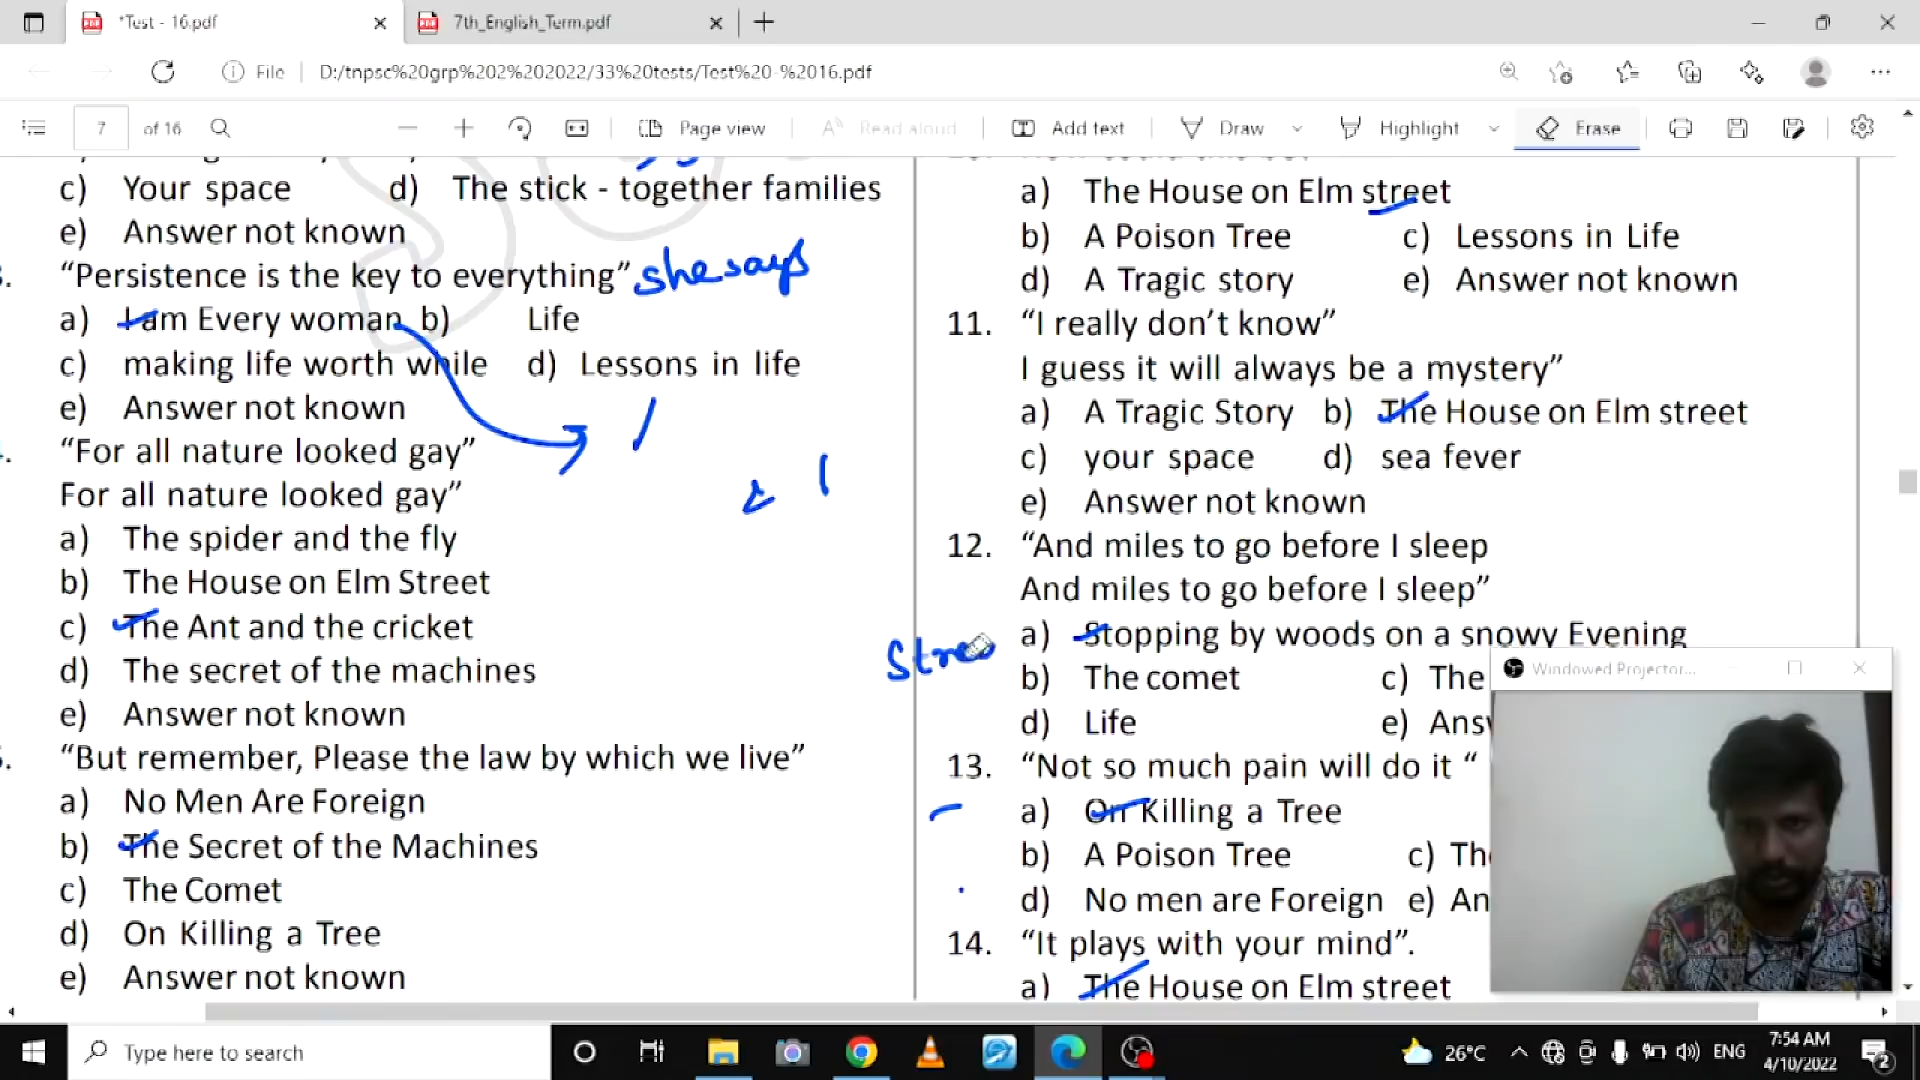 *Test - 16.pdf
7th_English_Term.pdf
File D:/tnpsc%20grp%202%202022/33%20tests/Test%20-%2016.pdf
7 of 16 Page view Read aloud Add text Draw Highlight Erase
c) Your space d) The stick - together families
e) Answer not known
“Persistence is the key to everything” she says
a) I am Every woman b) Life
c) making life worth while d) Lessons in life
e) Answer not known
“For all nature looked gay”
For all nature looked gay”
a) The spider and the fly
b) The House on Elm Street
c) The Ant and the cricket
d) The secret of the machines
e) Answer not known
“But remember, Please the law by which we live”
a) No Men Are Foreign
b) The Secret of the Machines
c) The Comet
d) On Killing a Tree
e) Answer not known
a) The House on Elm street
b) A Poison Tree c) Lessons in Life
d) A Tragic story e) Answer not known
11. “I really don’t know”
I guess it will always be a mystery”
a) A Tragic Story b) The House on Elm street
c) your space d) sea fever
e) Answer not known
12. “And miles to go before I sleep
And miles to go before I sleep”
Stre
a) Stopping by woods on a snowy Evening
b) The comet c) The
d) Life e)
13. “Not so much pain will do it “
a) On Killing a Tree
b) A Poison Tree c)
d) No men are Foreign e)
14. “It plays with your mind”.
a) The House on Elm street
Windowed Projector...
Type here to search
26°C ENG 7:54 AM
4/10/2022
2